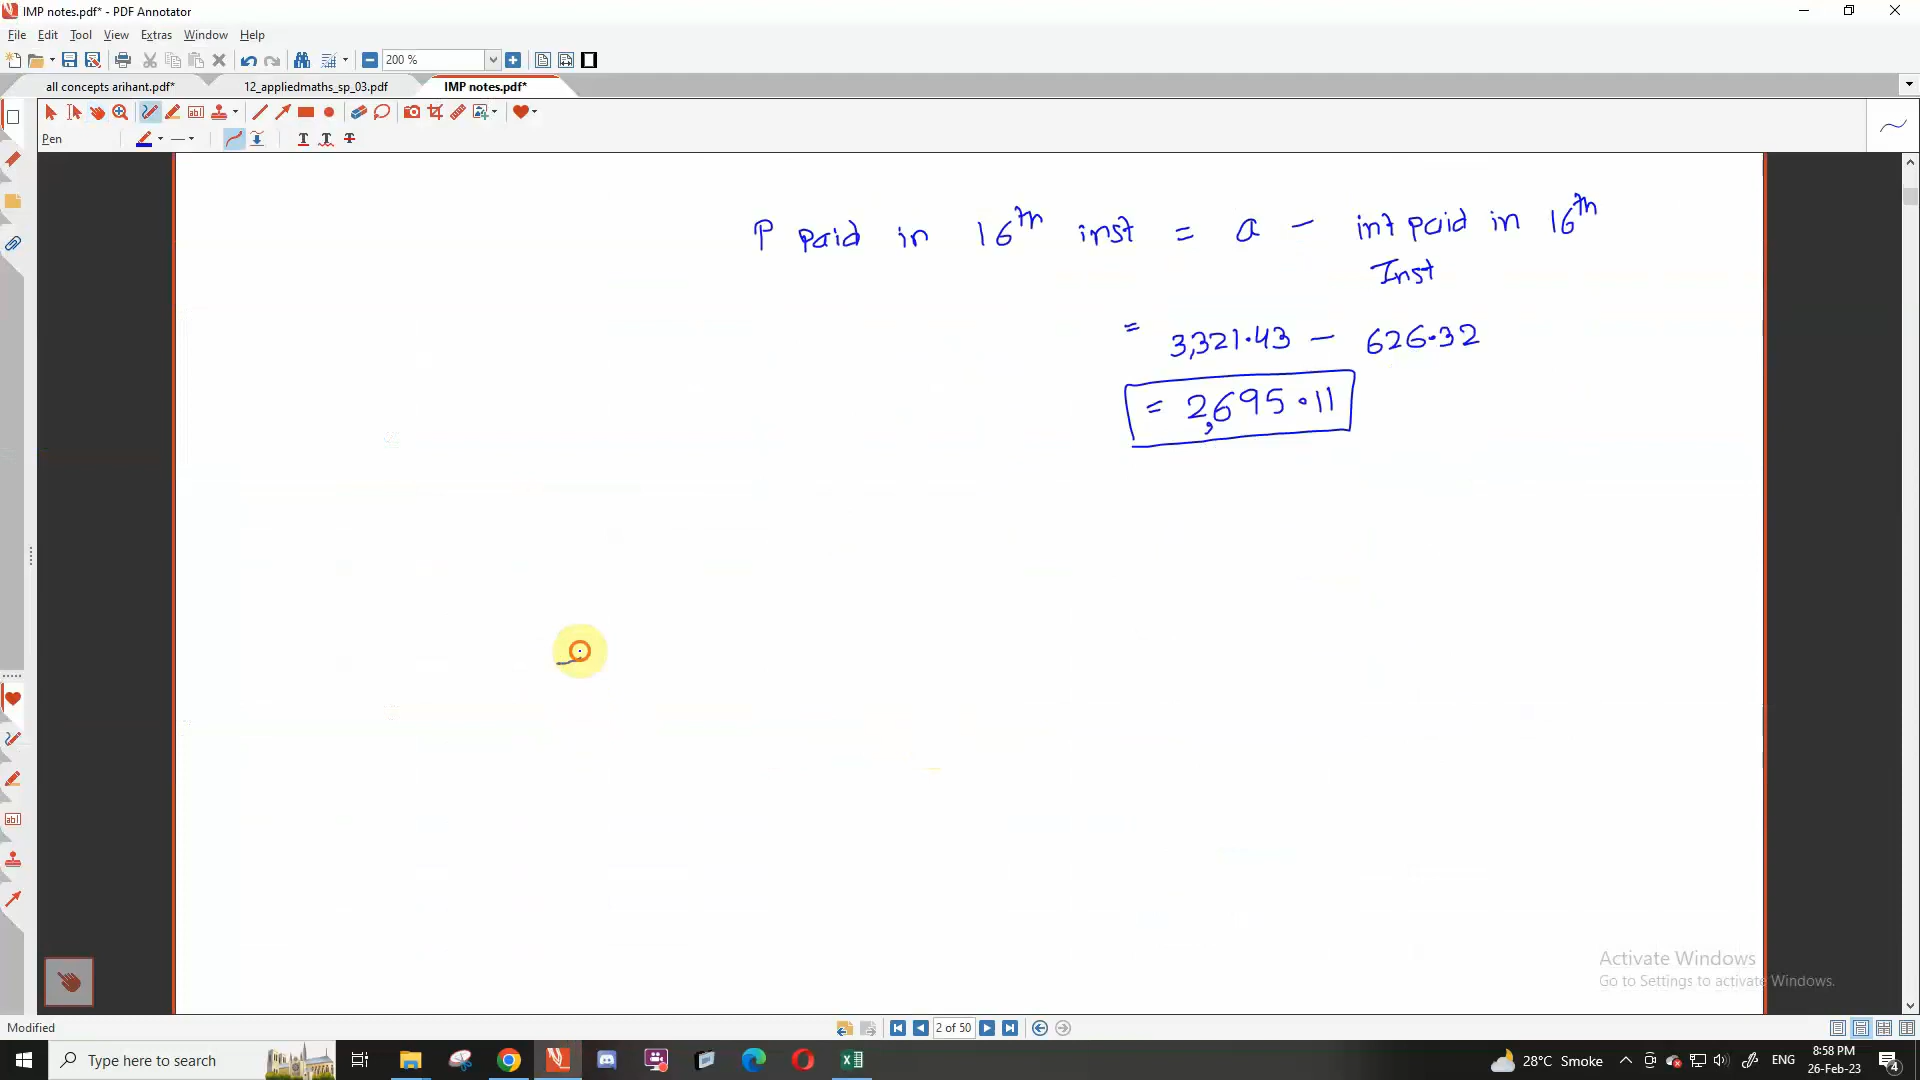 IMP notes.pdf* - PDF Annotator
File Edit Tool View Extras Window Help
200 %
all concepts arihant.pdf* 12_appliedmaths_sp_03.pdf IMP notes.pdf*
Pen
P paid in 16th inst = a - int paid in 16th
Inst
= 3,321.43 - 626.32
= 2,695.11
Activate Windows
Go to Settings to activate Windows.
Modified
2 of 50
Type here to search
28°C Smoke
ENG
8:58 PM
26-Feb-23
4